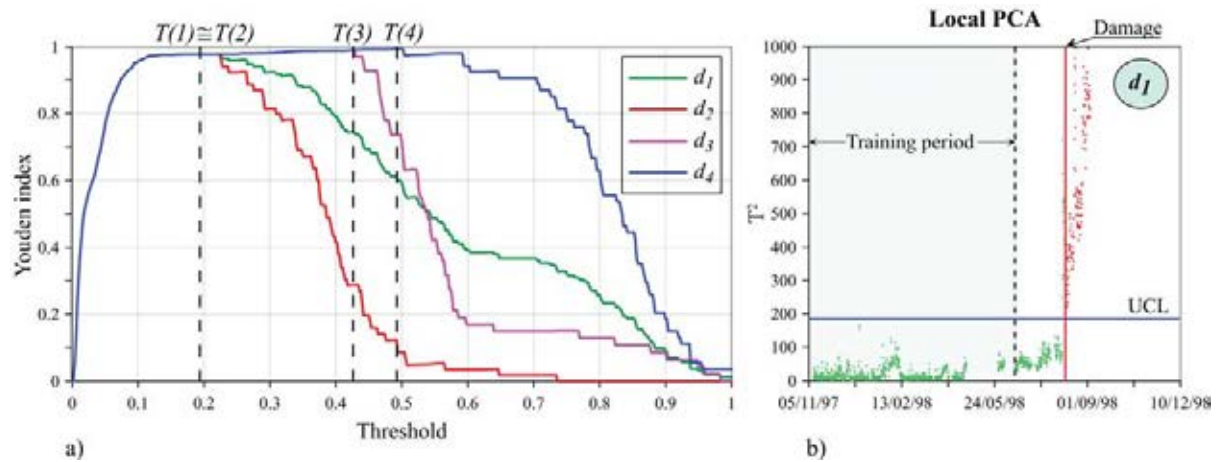 T(1)≅T(2) T(3) T(4)
1
0.8
0.6
0.4
0.2
0
Youden index
d1
d2
d3
d4
0 0.1 0.2 0.3 0.4 0.5 0.6 0.7 0.8 0.9 1
Threshold
a)
Local PCA
Damage
1000
900
800
700
600
500
400
300
200
100
0
T²
d1
Training period
UCL
05/11/97 13/02/98 24/05/98 01/09/98 10/12/98
b)